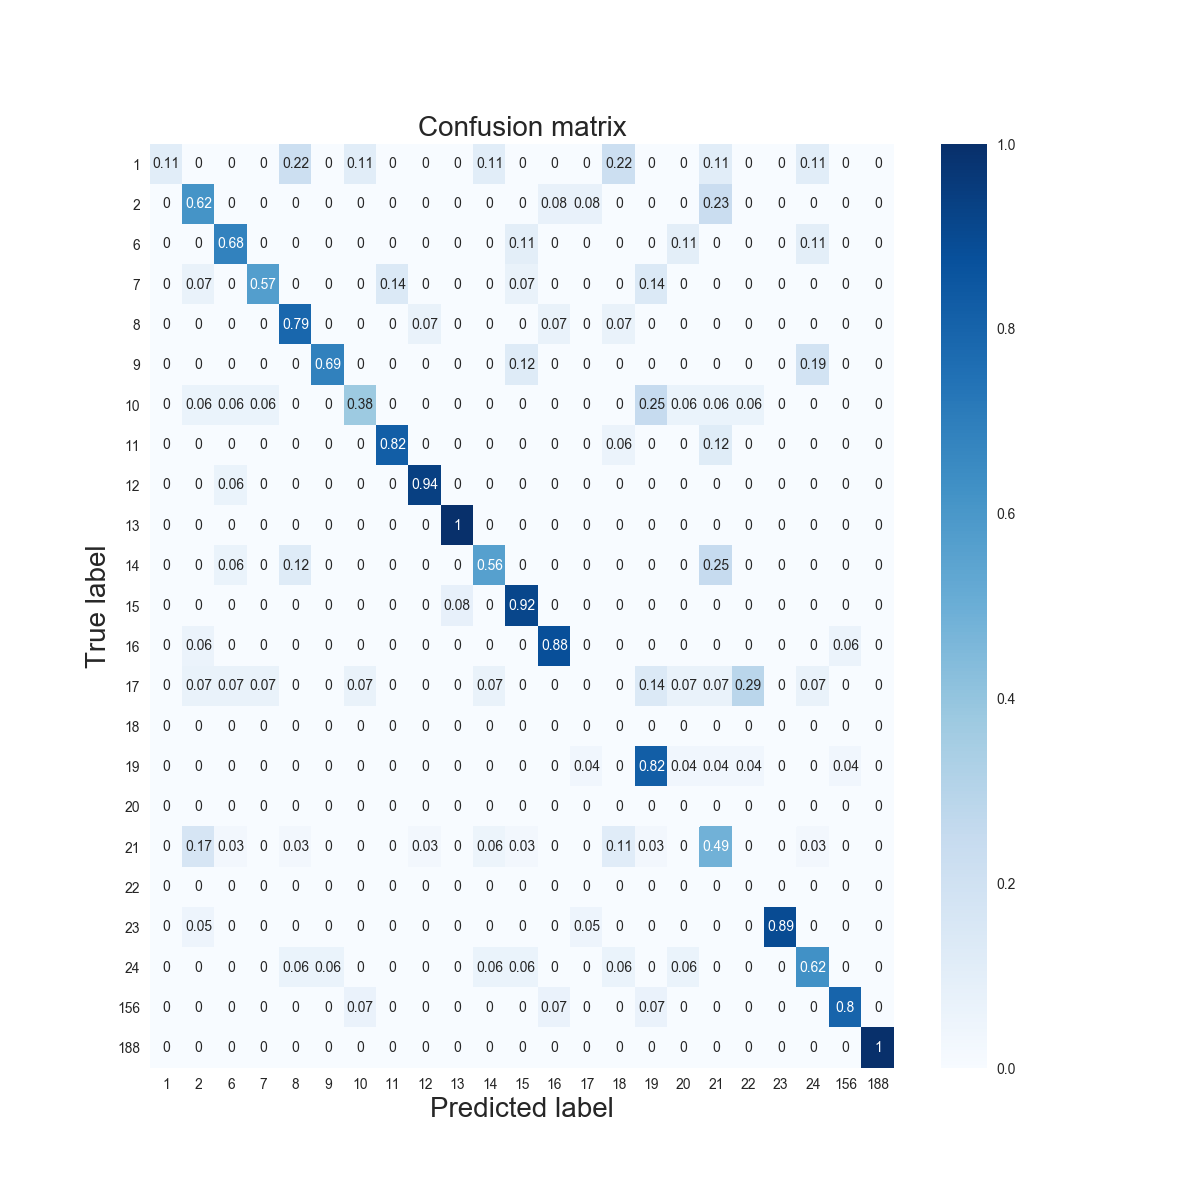 Confusion matrix
1 0.11 0 0 0 0.22 0 0.11 0 0 0 0.11 0 0 0 0.22 0 0 0.11 0 0 0.11 0 0 1.0
2 0 0.62 0 0 0 0 0 0 0 0 0 0 0.08 0.08 0 0 0 0.23 0 0 0 0 0
6 0 0 0.68 0 0 0 0 0 0 0 0 0.11 0 0 0 0 0.11 0 0 0 0.11 0 0
7 0 0.07 0 0.57 0 0 0 0.14 0 0 0 0.07 0 0 0 0.14 0 0 0 0 0 0 0
8 0 0 0 0 0.79 0 0 0 0.07 0 0 0 0.07 0 0.07 0 0 0 0 0 0 0 0 0.8
9 0 0 0 0 0 0.69 0 0 0 0 0 0.12 0 0 0 0 0 0 0 0 0.19 0 0
10 0 0.06 0.06 0.06 0 0 0.38 0 0 0 0 0 0 0 0 0.25 0.06 0.06 0.06 0 0 0 0
11 0 0 0 0 0 0 0 0.82 0 0 0 0 0 0 0.06 0 0 0.12 0 0 0 0 0
12 0 0 0.06 0 0 0 0 0 0.94 0 0 0 0 0 0 0 0 0 0 0 0 0 0
13 0 0 0 0 0 0 0 0 0 1 0 0 0 0 0 0 0 0 0 0 0 0 0 0.6
14 0 0 0.06 0 0.12 0 0 0 0 0 0.56 0 0 0 0 0 0 0.25 0 0 0 0 0
15 0 0 0 0 0 0 0 0 0 0.08 0 0.92 0 0 0 0 0 0 0 0 0 0 0
True label
16 0 0.06 0 0 0 0 0 0 0 0 0 0 0.88 0 0 0 0 0 0 0 0 0.06 0
17 0 0.07 0.07 0.07 0 0 0.07 0 0 0 0.07 0 0 0 0 0.14 0.07 0.07 0.29 0 0.07 0 0 0.4
18 0 0 0 0 0 0 0 0 0 0 0 0 0 0 0 0 0 0 0 0 0 0 0
19 0 0 0 0 0 0 0 0 0 0 0 0 0 0.04 0 0.82 0.04 0.04 0.04 0 0 0.04 0
20 0 0 0 0 0 0 0 0 0 0 0 0 0 0 0 0 0 0 0 0 0 0 0
21 0 0.17 0.03 0 0.03 0 0 0 0.03 0 0.06 0.03 0 0 0.11 0.03 0 0.49 0 0 0.03 0 0
22 0 0 0 0 0 0 0 0 0 0 0 0 0 0 0 0 0 0 0 0 0 0 0 0.2
23 0 0.05 0 0 0 0 0 0 0 0 0 0 0 0.05 0 0 0 0 0 0.89 0 0 0
24 0 0 0 0 0.06 0.06 0 0 0 0 0.06 0.06 0 0 0.06 0 0.06 0 0 0 0.62 0 0
156 0 0 0 0 0 0 0.07 0 0 0 0 0 0.07 0 0 0.07 0 0 0 0 0 0.8 0
188 0 0 0 0 0 0 0 0 0 0 0 0 0 0 0 0 0 0 0 0 0 0 1 0.0
1 2 6 7 8 9 10 11 12 13 14 15 16 17 18 19 20 21 22 23 24 156 188
Predicted label